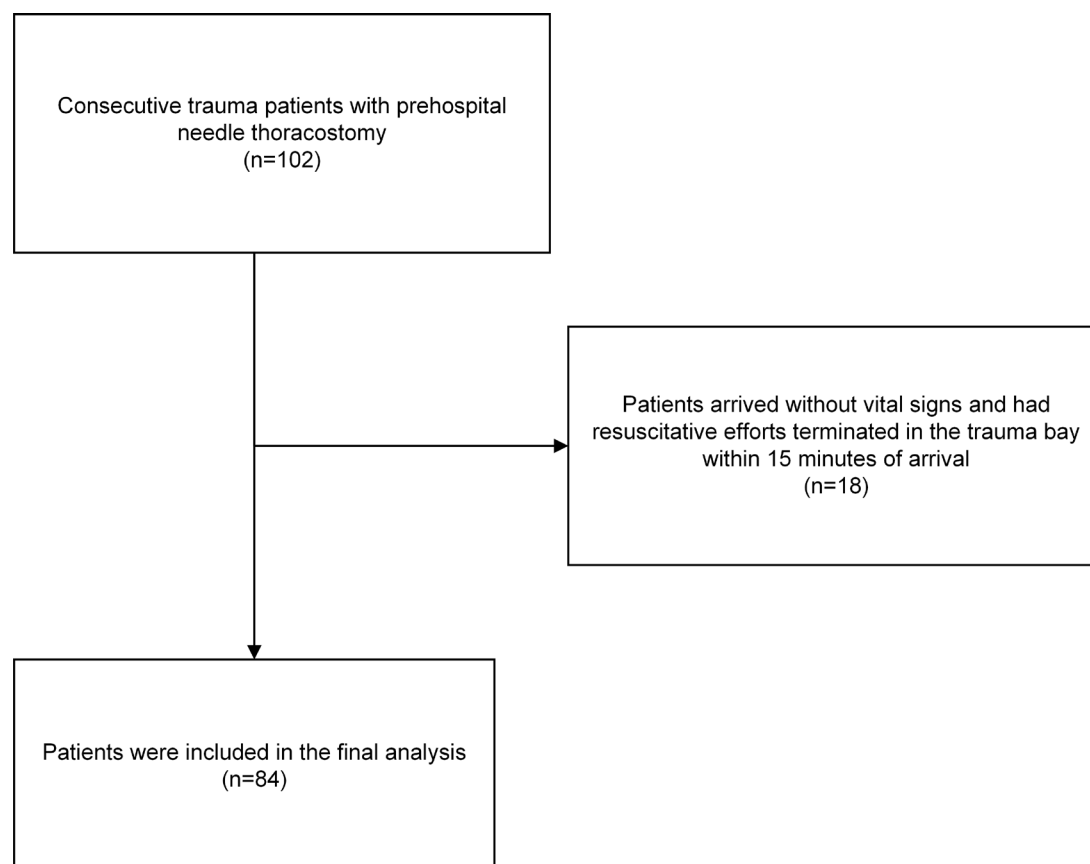 Consecutive trauma patients with prehospital
needle thoracostomy
(n=102)
Patients arrived without vital signs and had
resuscitative efforts terminated in the trauma bay
within 15 minutes of arrival
(n=18)
Patients were included in the final analysis
(n=84)